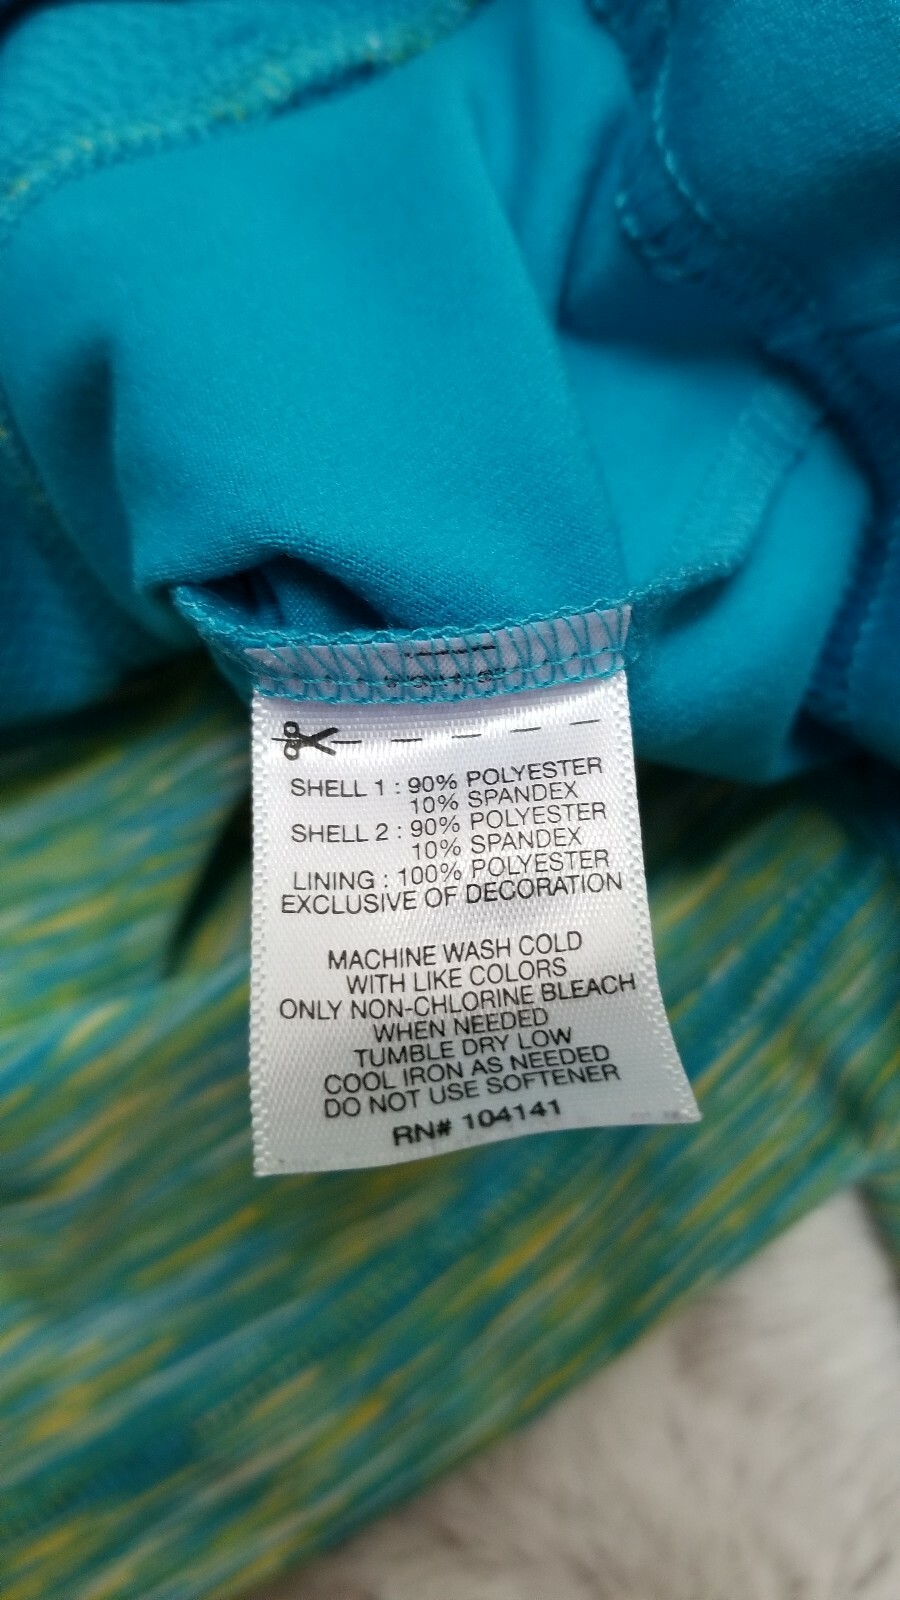 SHELL 1 : 90% POLYESTER
10% SPANDEX
SHELL 2 : 90% POLYESTER
10% SPANDEX
LINING : 100% POLYESTER
EXCLUSIVE OF DECORATION
MACHINE WASH COLD
WITH LIKE COLORS
ONLY NON-CHLORINE BLEACH
WHEN NEEDED
TUMBLE DRY LOW
COOL IRON AS NEEDED
DO NOT USE SOFTENER
RN# 104141